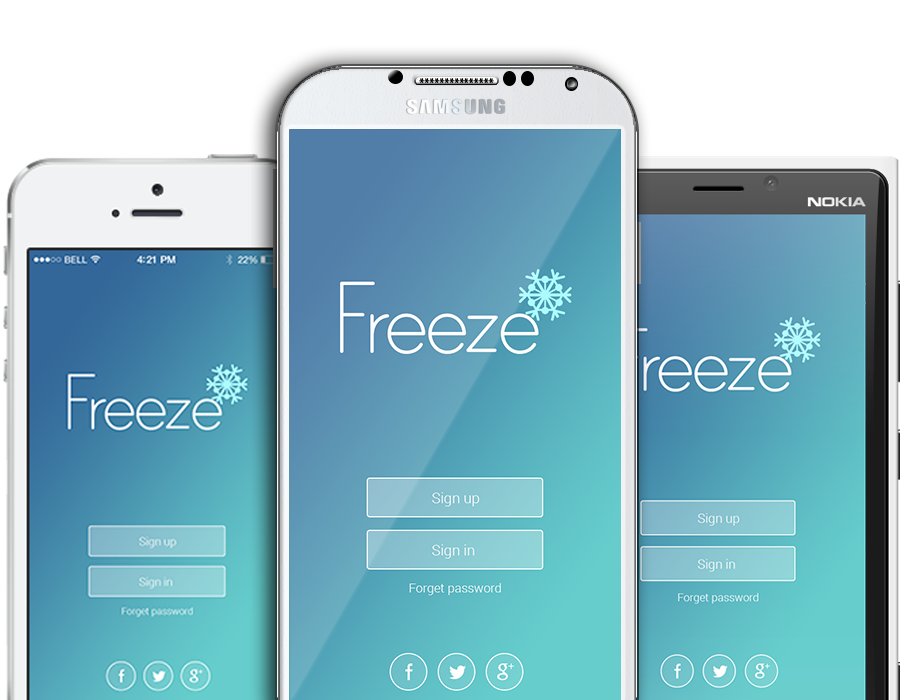 ●●●○○ BELL 4:21 PM 22%
Freeze
Sign up
Sign in
Forget password
f g+
SAMSUNG
Freeze
Sign up
Sign in
Forget password
f g+
NOKIA
Freeze
Sign up
Sign in
Forget password
f g+